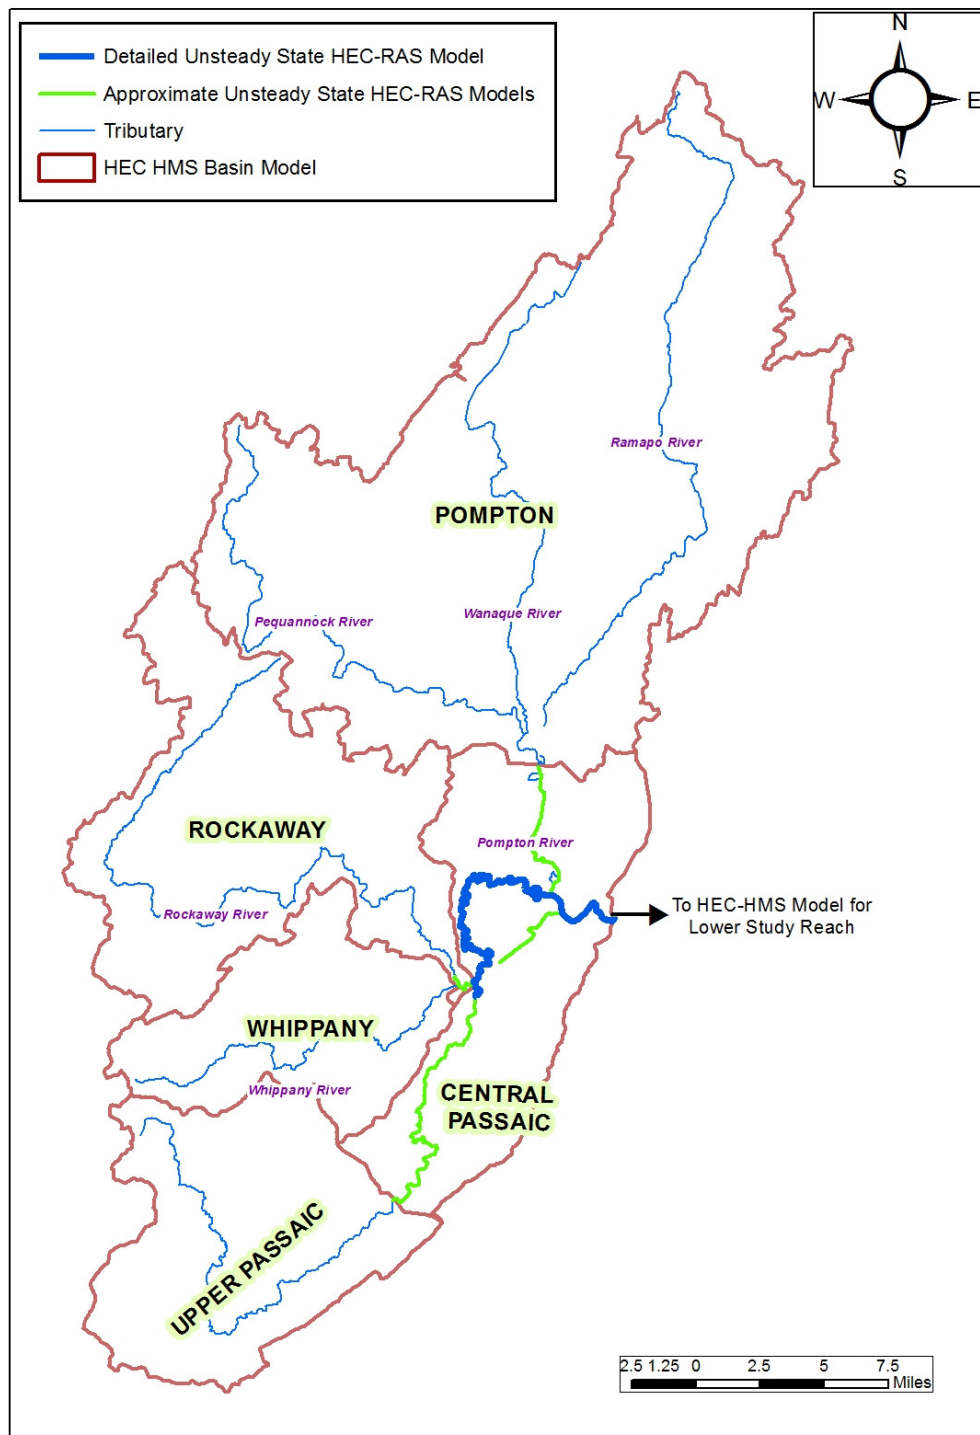 Detailed Unsteady State HEC-RAS Model
Approximate Unsteady State HEC-RAS Models
Tributary
HEC HMS Basin Model
N
W
E
S
Ramapo River
POMPTON
Wanaque River
Pequannock River
ROCKAWAY
Pompton River
Rockaway River
To HEC-HMS Model for
Lower Study Reach
WHIPPANY
Whippany River
CENTRAL
PASSAIC
UPPER PASSAIC
2.5 1.25 0 2.5 5 7.5
Miles